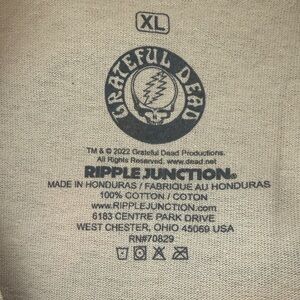 XL
GRATEFUL DEAD
TM & © 2022 Grateful Dead Productions.
All Rights Reserved. www.dead.net
RIPPLE JUNCTION®
MADE IN HONDURAS / FABRIQUE AU HONDURAS
100% COTTON / COTON
www.RIPPLEJUNCTION.com
6183 CENTRE PARK DRIVE
WEST CHESTER, OHIO 45069 USA
RN#70829